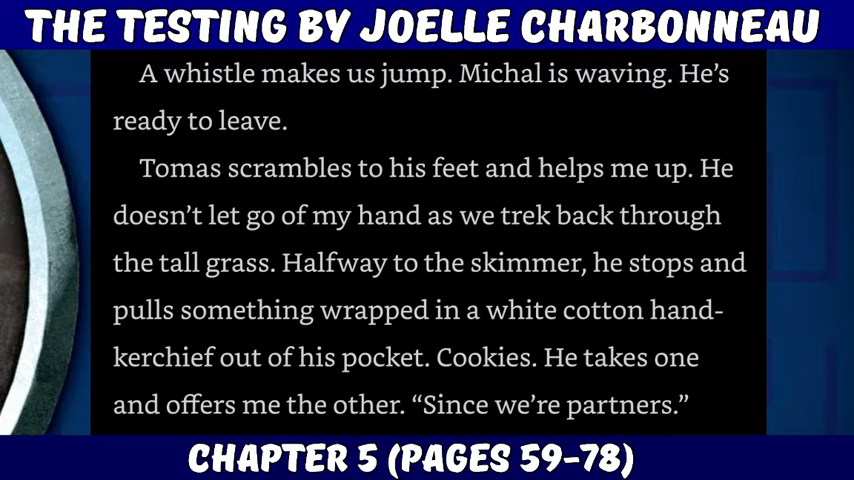 THE TESTING BY JOELLE CHARBONNEAU
A whistle makes us jump. Michal is waving. He’s
ready to leave.
Tomas scrambles to his feet and helps me up. He
doesn’t let go of my hand as we trek back through
the tall grass. Halfway to the skimmer, he stops and
pulls something wrapped in a white cotton hand-
kerchief out of his pocket. Cookies. He takes one
and offers me the other. “Since we’re partners.”
CHAPTER 5 (PAGES 59-78)